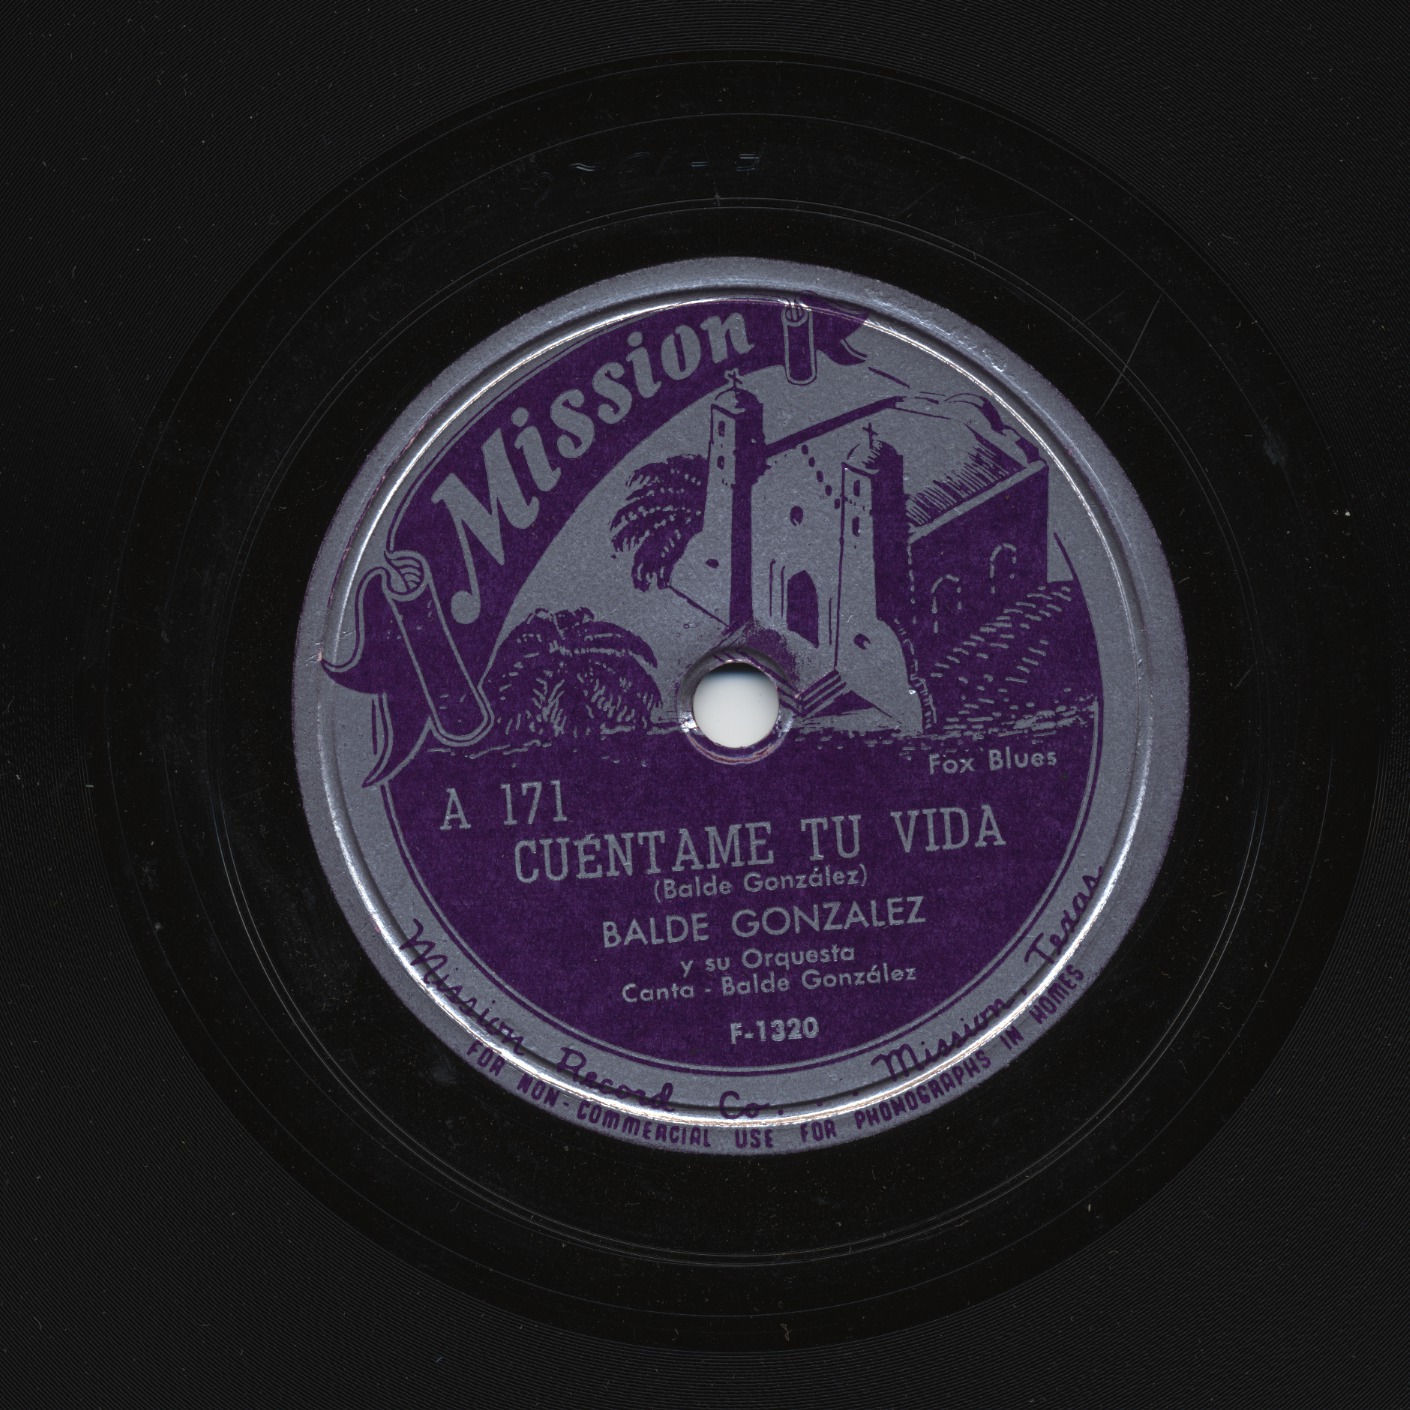 Mission
Fox Blues
A 171
CUÉNTAME TU VIDA
(Balde González)
BALDE GONZALEZ
y su Orquesta
Canta - Balde González
F-1320
Mission Record Co. . . Mission, Texas
FOR NON-COMMERCIAL USE FOR PHONOGRAPHS IN HOMES